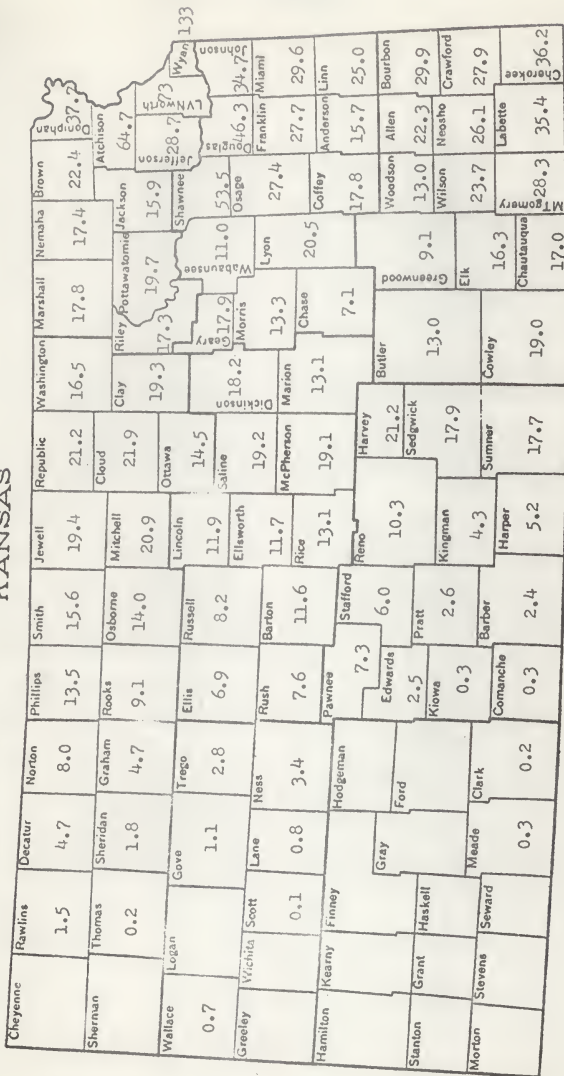 KANSAS
Cheyenne
Rawlins 1.5
Decatur 4.7
Norton 8.0
Phillips 13.5
Smith 15.6
Jewell 19.4
Republic 21.2
Washington 16.5
Marshall 17.8
Nemaha 17.4
Brown 22.4
Doniphan 37.2
Sherman
Thomas 0.2
Sheridan 1.8
Graham 4.7
Rooks 9.1
Osborne 14.0
Mitchell 20.9
Cloud 21.9
Clay 19.3
Riley 17.3
Pottawatomie 19.7
Jackson 15.9
Atchison 64.7
Jefferson 28.7
LVNworth 73
Wyan 133
Wallace 0.7
Logan
Gove 1.1
Trego 2.8
Ellis 6.9
Russell 8.2
Lincoln 11.9
Ottawa 14.5
Saline 19.2
Dickinson 18.2
Geary 17.9
Wabaunsee 11.0
Shawnee 53.5
Douglas 46.3
Johnson 34.7
Greeley
Wichita
Scott 0.1
Lane 0.8
Ness 3.4
Rush 7.6
Barton 11.6
Ellsworth 11.7
Rice 13.1
McPherson 19.1
Marion 13.1
Morris 13.3
Chase 7.1
Lyon 20.5
Osage 27.4
Franklin 27.7
Miami 29.6
Coffey 17.8
Anderson 15.7
Linn 25.0
Hamilton
Kearny
Finney
Hodgeman
Pawnee 7.3
Stafford 6.0
Reno 10.3
Harvey 21.2
Butler 13.0
Greenwood 9.1
Woodson 13.0
Allen 22.3
Bourbon 29.9
Gray
Ford
Edwards 2.5
Kiowa 0.3
Pratt 2.6
Kingman 4.3
Sedgwick 17.9
Elk 16.3
Wilson 23.7
Neosho 26.1
Crawford 27.9
Stanton
Grant
Haskell
Morton
Stevens
Seward
Meade 0.3
Clark 0.2
Comanche 0.3
Barber 2.4
Harper 5.2
Sumner 17.7
Cowley 19.0
Chautauqua 17.0
MTgomery 28.3
Labette 35.4
Cherokee 36.2